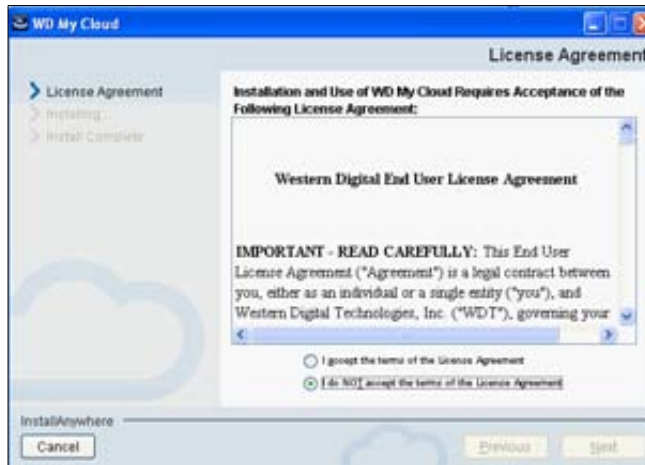 WD My Cloud
License Agreement
License Agreement
Installing...
Install Complete
Installation and Use of WD My Cloud Requires Acceptance of the
Following License Agreement:
Western Digital End User License Agreement
IMPORTANT - READ CAREFULLY: This End User
License Agreement ("Agreement") is a legal contract between
you, either as an individual or a single entity ("you"), and
Western Digital Technologies, Inc. ("WDT"), governing your
I accept the terms of the License Agreement
I do NOT accept the terms of the License Agreement
InstallAnywhere
Cancel
Previous
Next